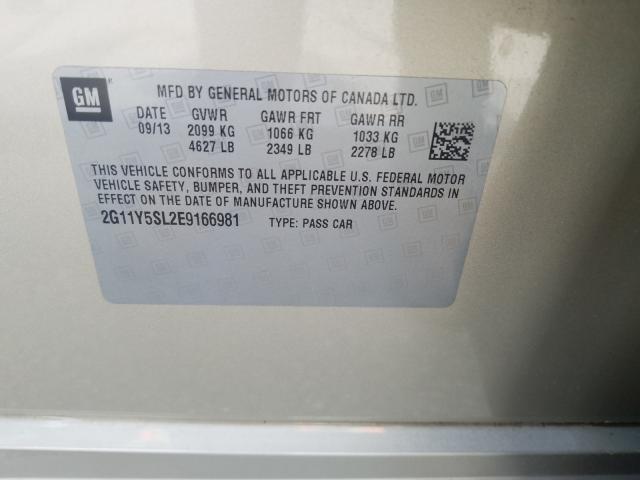 GM
MFD BY GENERAL MOTORS OF CANADA LTD.
DATE GVWR GAWR FRT GAWR RR
09/13 2099 KG 1066 KG 1033 KG
4627 LB 2349 LB 2278 LB
THIS VEHICLE CONFORMS TO ALL APPLICABLE U.S. FEDERAL MOTOR
VEHICLE SAFETY, BUMPER, AND THEFT PREVENTION STANDARDS IN
EFFECT ON THE DATE OF MANUFACTURE SHOWN ABOVE.
2G11Y5SL2E9166981 TYPE: PASS CAR